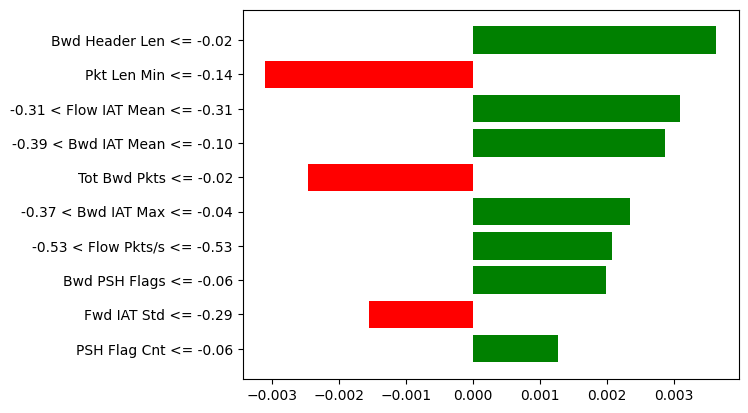 Bwd Header Len <= -0.02
Pkt Len Min <= -0.14
-0.31 < Flow IAT Mean <= -0.31
-0.39 < Bwd IAT Mean <= -0.10
Tot Bwd Pkts <= -0.02
-0.37 < Bwd IAT Max <= -0.04
-0.53 < Flow Pkts/s <= -0.53
Bwd PSH Flags <= -0.06
Fwd IAT Std <= -0.29
PSH Flag Cnt <= -0.06
−0.003 −0.002 −0.001 0.000 0.001 0.002 0.003